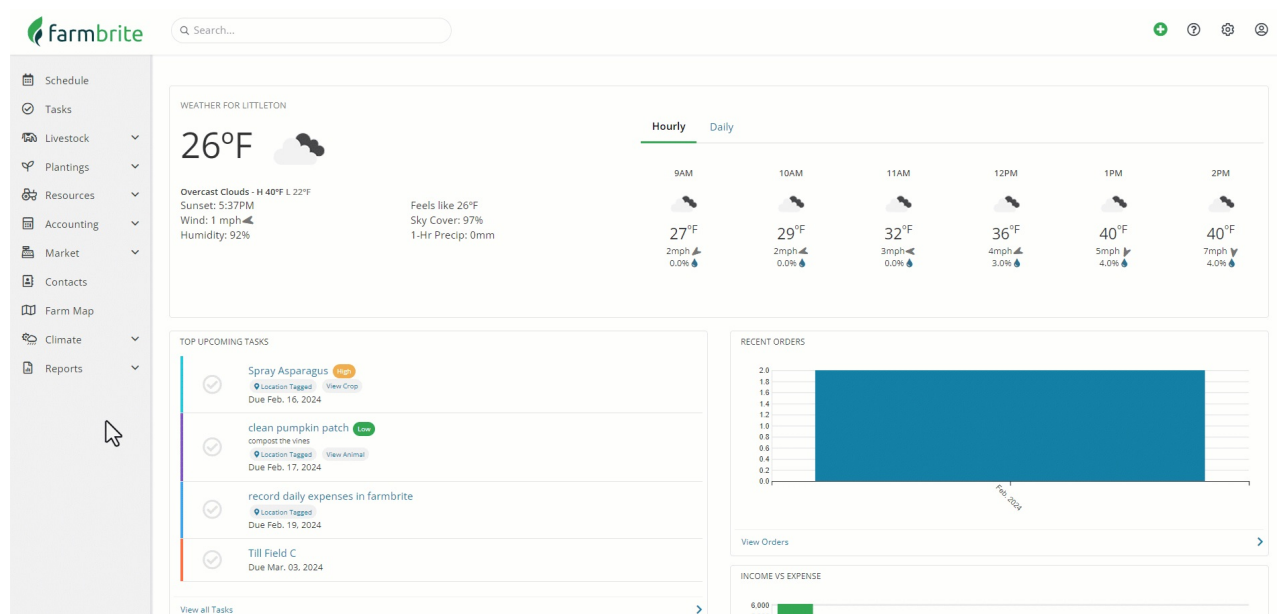 farmbrite
Search...
Schedule
Tasks
Livestock
Plantings
Resources
Accounting
Market
Contacts
Farm Map
Climate
Reports
WEATHER FOR LITTLETON
26°F
Overcast Clouds - H 40°F L 22°F
Sunset: 5:37PM
Wind: 1 mph
Humidity: 92%
Feels like 26°F
Sky Cover: 97%
1-Hr Precip: 0mm
Hourly Daily
9AM 10AM 11AM 12PM 1PM 2PM
27°F 29°F 32°F 36°F 40°F 40°F
2mph 2mph 3mph 4mph 5mph 7mph
0.0% 0.0% 0.0% 3.0% 4.0% 4.0%
TOP UPCOMING TASKS
Spray Asparagus High
Location Tagged View Crop
Due Feb. 16, 2024
clean pumpkin patch Low
compost the vines
Location Tagged View Animal
Due Feb. 17, 2024
record daily expenses in farmbrite
Location Tagged
Due Feb. 19, 2024
Till Field C
Due Mar. 03, 2024
View all Tasks
RECENT ORDERS
2.0
1.8
1.6
1.4
1.2
1.0
0.8
0.6
0.4
0.2
0.0
Feb. 2024
View Orders
INCOME VS EXPENSE
6,000